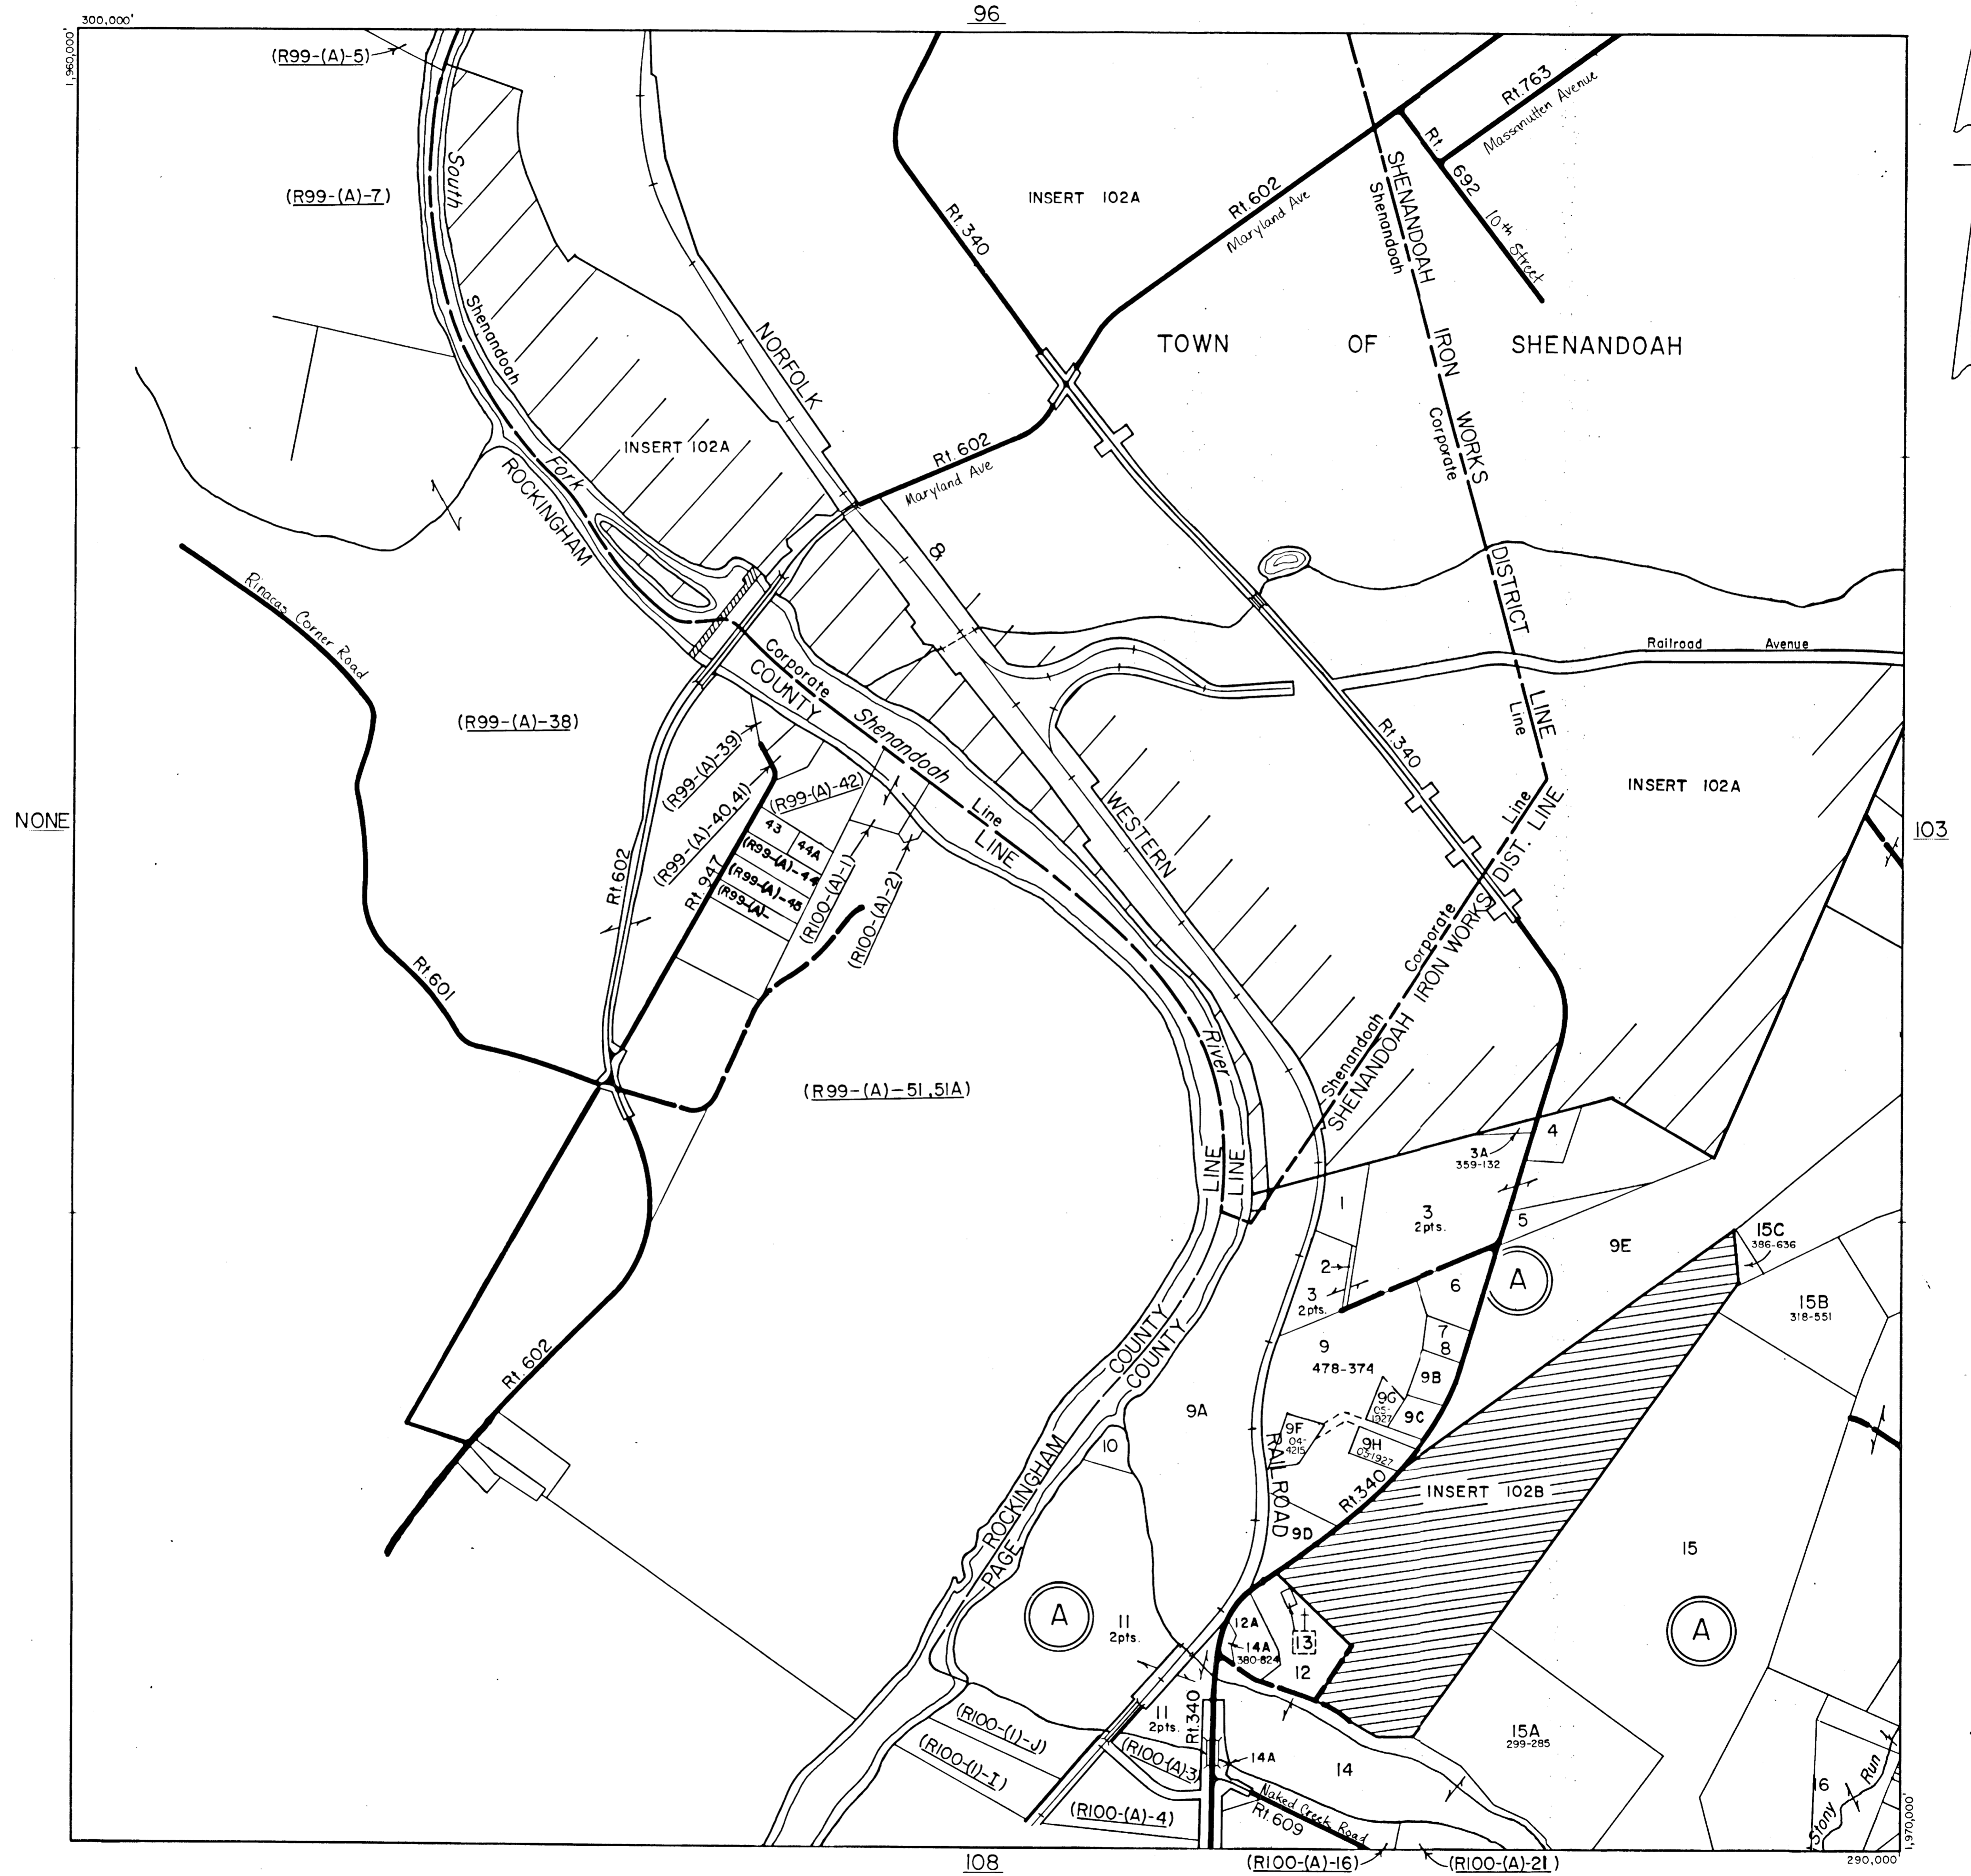 300,000'
96
1,960,000'
(R99-(A)-5)
Rt.763
Massanutten Avenue
Rt. 692 10th Street
(R99-(A)-7)
South
INSERT 102A
Rt.602
Maryland Ave
SHENANDOAH IRON WORKS DISTRICT LINE
Shenandoah Corporate Line
Rt.340
Shenandoah
NORFOLK
TOWN OF SHENANDOAH
INSERT 102A
Rt.602
Maryland Ave
Fork
ROCKINGHAM
&
Rinacas Corner Road
Railroad Avenue
Corporate
COUNTY
(R99-(A)-38)
Shenandoah
Rt.340
(R99-(A)-39)
(R99-(A)-40,41)
(R99-(A)-42)
INSERT 102A
WESTERN
Line
LINE
NONE
103
43
44A
(R99-(A)-44
(R99-(A)-45
(R99-(A)-
Rt.602
Rt.947
(R100-(A)-1)
(R100-(A)-2)
Shenandoah Corporate Line
SHENANDOAH IRON WORKS DIST. LINE
Rt.601
River
(R99-(A)-51,51A)
4
3A
359-132
LINE
LINE
1
3
2pts.
5
9E
15C
386-636
2
3
2pts.
6
A
15B
318-551
7
8
9
478-374
COUNTY
COUNTY
9B
Rt.602
9G
05-
1927
9C
9A
9F
04-
4215
9H
05-1927
10
RAILROAD
ROCKINGHAM
PAGE
Rt.340
INSERT 102B
9D
15
A
11
2pts.
A
12A
13
14A
380-624
12
(R100-(1)-J)
11
2pts.
Rt.340
15A
299-285
(R100-(1)-I)
(R100-(A)-3)
14A
14
16
Stony Run
(R100-(A)-4)
Naked Creek Road
Rt.609
1,970,000'
108
(R100-(A)-16)
(R100-(A)-21)
290,000'